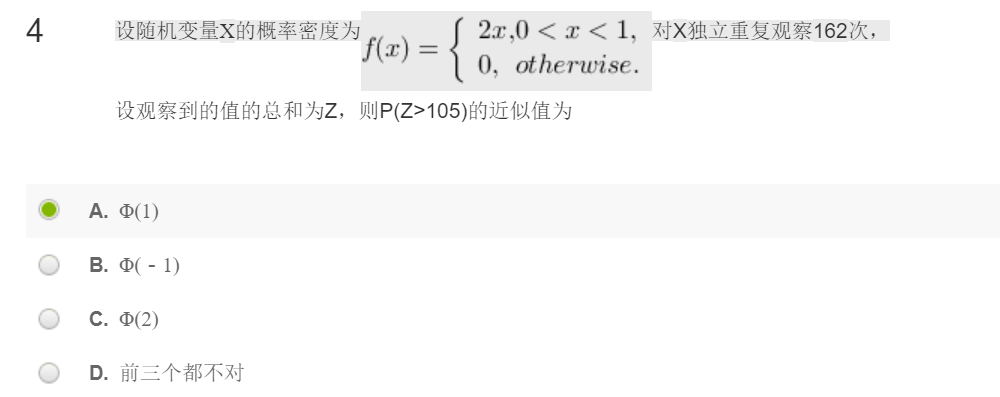 4 设随机变量X的概率密度为 f(x) = { 2x,0 < x < 1, 0, otherwise. 对X独立重复观察162次，
设观察到的值的总和为Z，则P(Z>105)的近似值为
A. Φ(1)
B. Φ( - 1)
C. Φ(2)
D. 前三个都不对